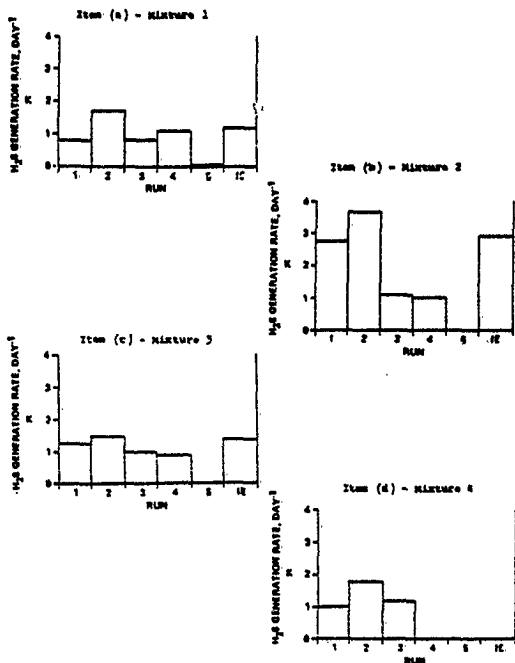 Item (a) - Mixture 1
H₂S GENERATION RATE, DAY⁻¹
4
3
2
1
0
1 2 3 4 5 1E
RUN
Item (b) - Mixture 2
H₂S GENERATION RATE, DAY⁻¹
4
3
2
1
0
1 2 3 4 5 1E
RUN
Item (c) - Mixture 3
H₂S GENERATION RATE, DAY⁻¹
4
3
2
1
0
1 2 3 4 5 1E
RUN
Item (d) - Mixture 4
H₂S GENERATION RATE, DAY⁻¹
4
3
2
1
0
1 2 3 4 5 1E
RUN